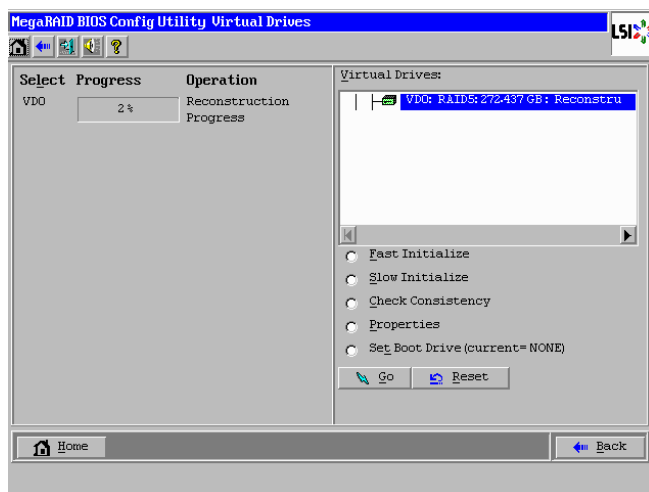 MegaRAID BIOS Config Utility Virtual Drives
LSI
Select Progress Operation
VD0 2% Reconstruction
Progress
Virtual Drives:
VD0: RAID5: 272.437 GB: Reconstru
Fast Initialize
Slow Initialize
Check Consistency
Properties
Set Boot Drive (current= NONE)
Go Reset
Home Back